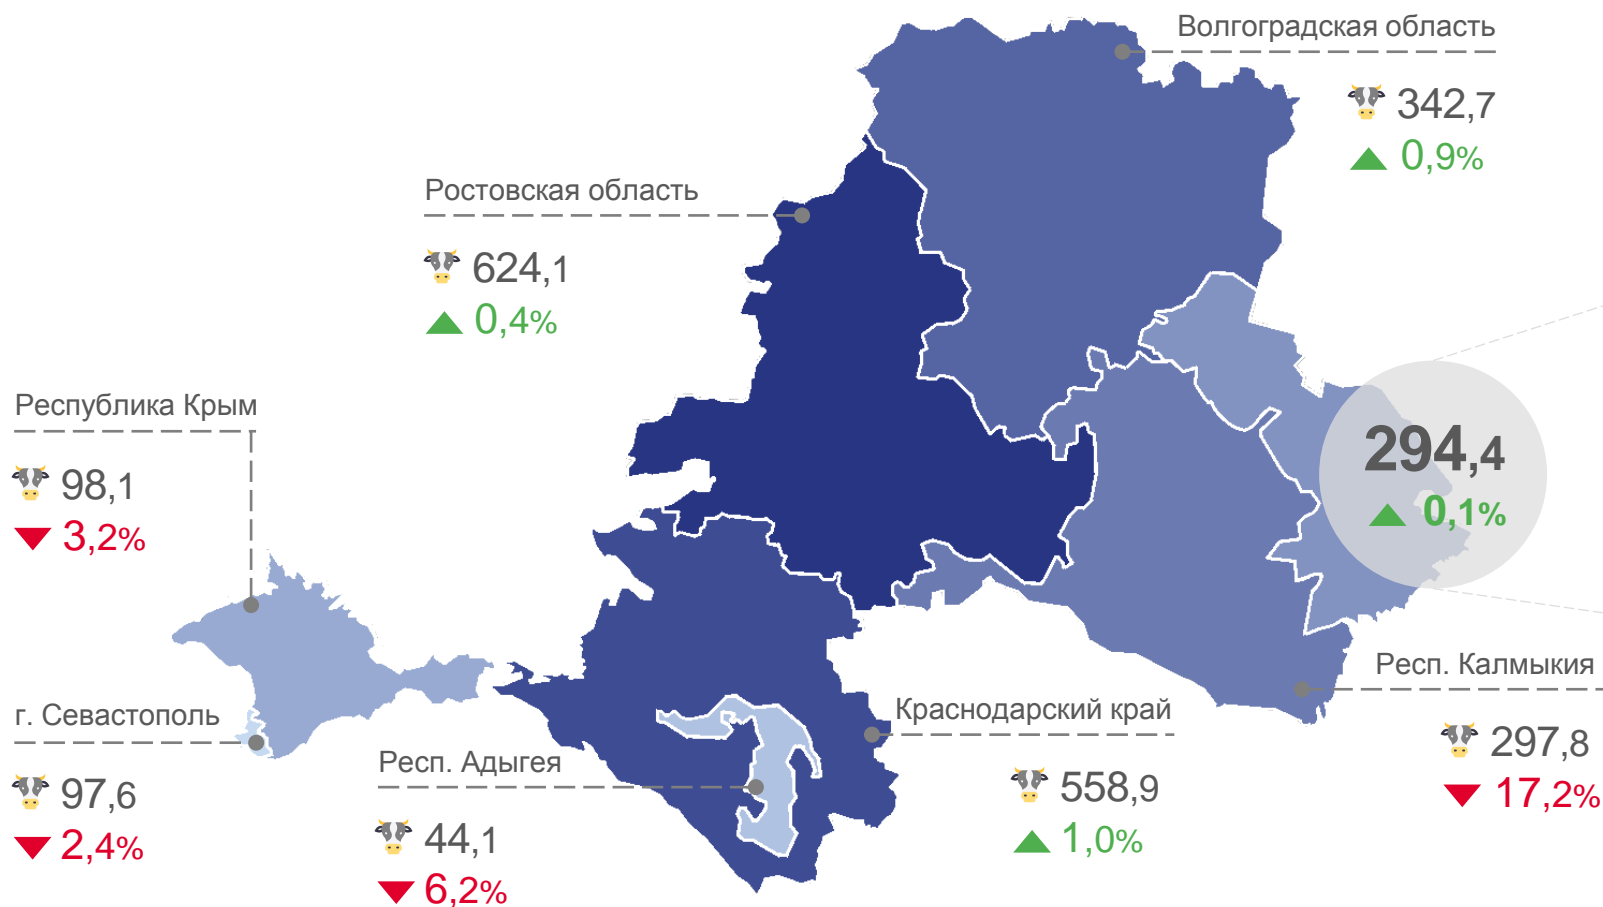 Волгоградская область
342,7
0,9%
Ростовская область
624,1
0,4%
Республика Крым
98,1
3,2%
294,4
0,1%
г. Севастополь
97,6
2,4%
Респ. Адыгея
44,1
6,2%
Краснодарский край
558,9
1,0%
Респ. Калмыкия
297,8
17,2%